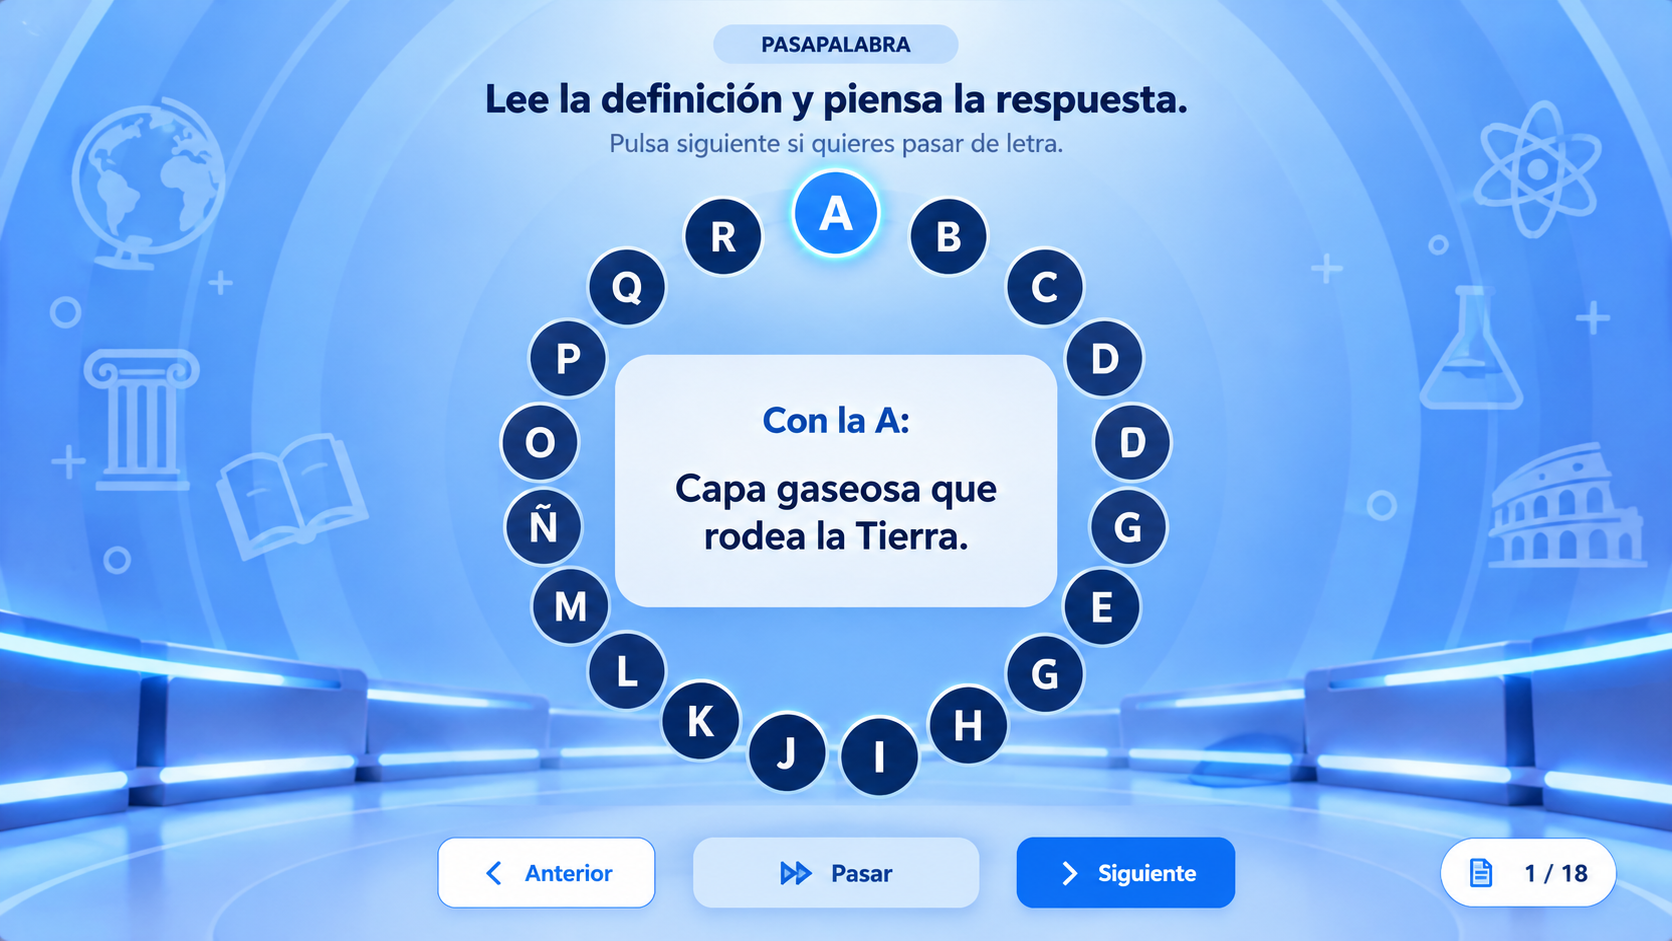 PASAPALABRA
Lee la definición y piensa la respuesta.
Pulsa siguiente si quieres pasar de letra.
A
B
C
D
D
G
E
G
H
I
J
K
L
M
Ñ
O
P
Q
R
Con la A:
Capa gaseosa que
rodea la Tierra.
Anterior
Pasar
Siguiente
1 / 18